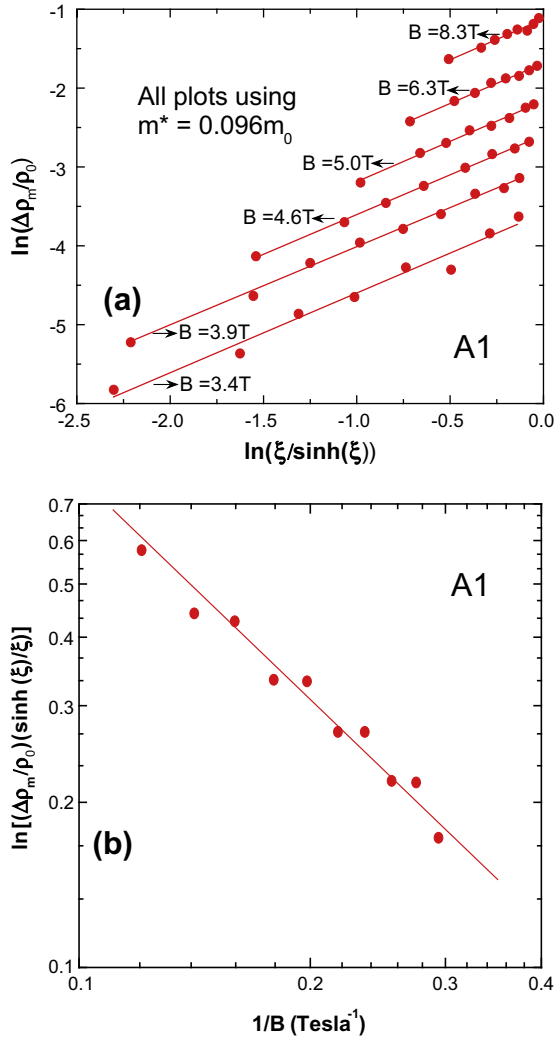 (a)
All plots using
m* = 0.096m₀
B = 8.3T
B = 6.3T
B = 5.0T
B = 4.6T
B = 3.9T
B = 3.4T
A1
ln(Δρₘ/ρ₀)
-1
-2
-3
-4
-5
-6
-2.5 -2.0 -1.5 -1.0 -0.5 0.0
ln(ξ/sinh(ξ))
(b)
A1
ln[(Δρₘ/ρ₀)(sinh (ξ)/ξ)]
0.7
0.6
0.5
0.4
0.3
0.2
0.1
0.1 0.2 0.3 0.4
1/B (Tesla⁻¹)